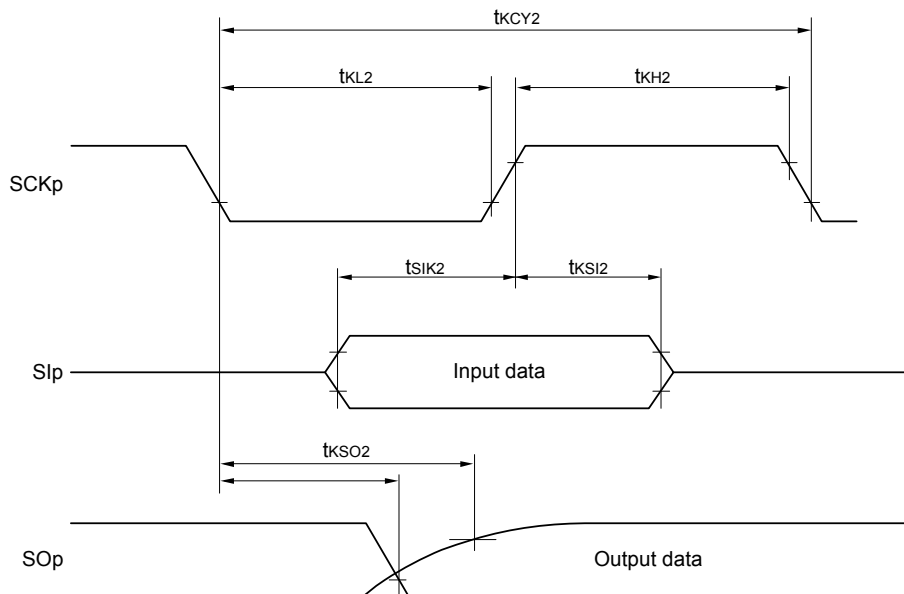 tKCY2
tKL2
tKH2
SCKp
tSIK2
tKSI2
SIp
Input data
tKSO2
SOp
Output data